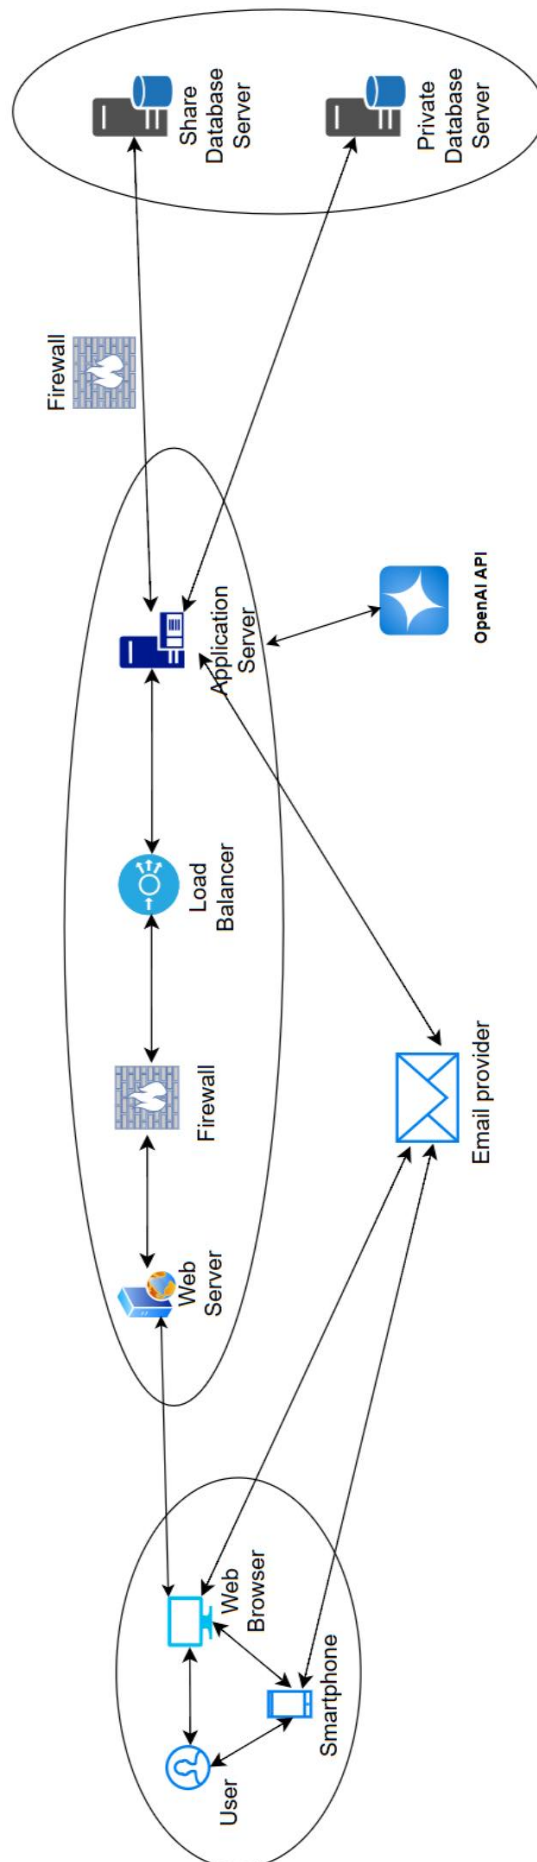 User
Web
Browser
Smartphone
Web
Server
Firewall
Load
Balancer
Application
Server
Email provider
OpenAI API
Firewall
Share
Database
Server
Private
Database
Server